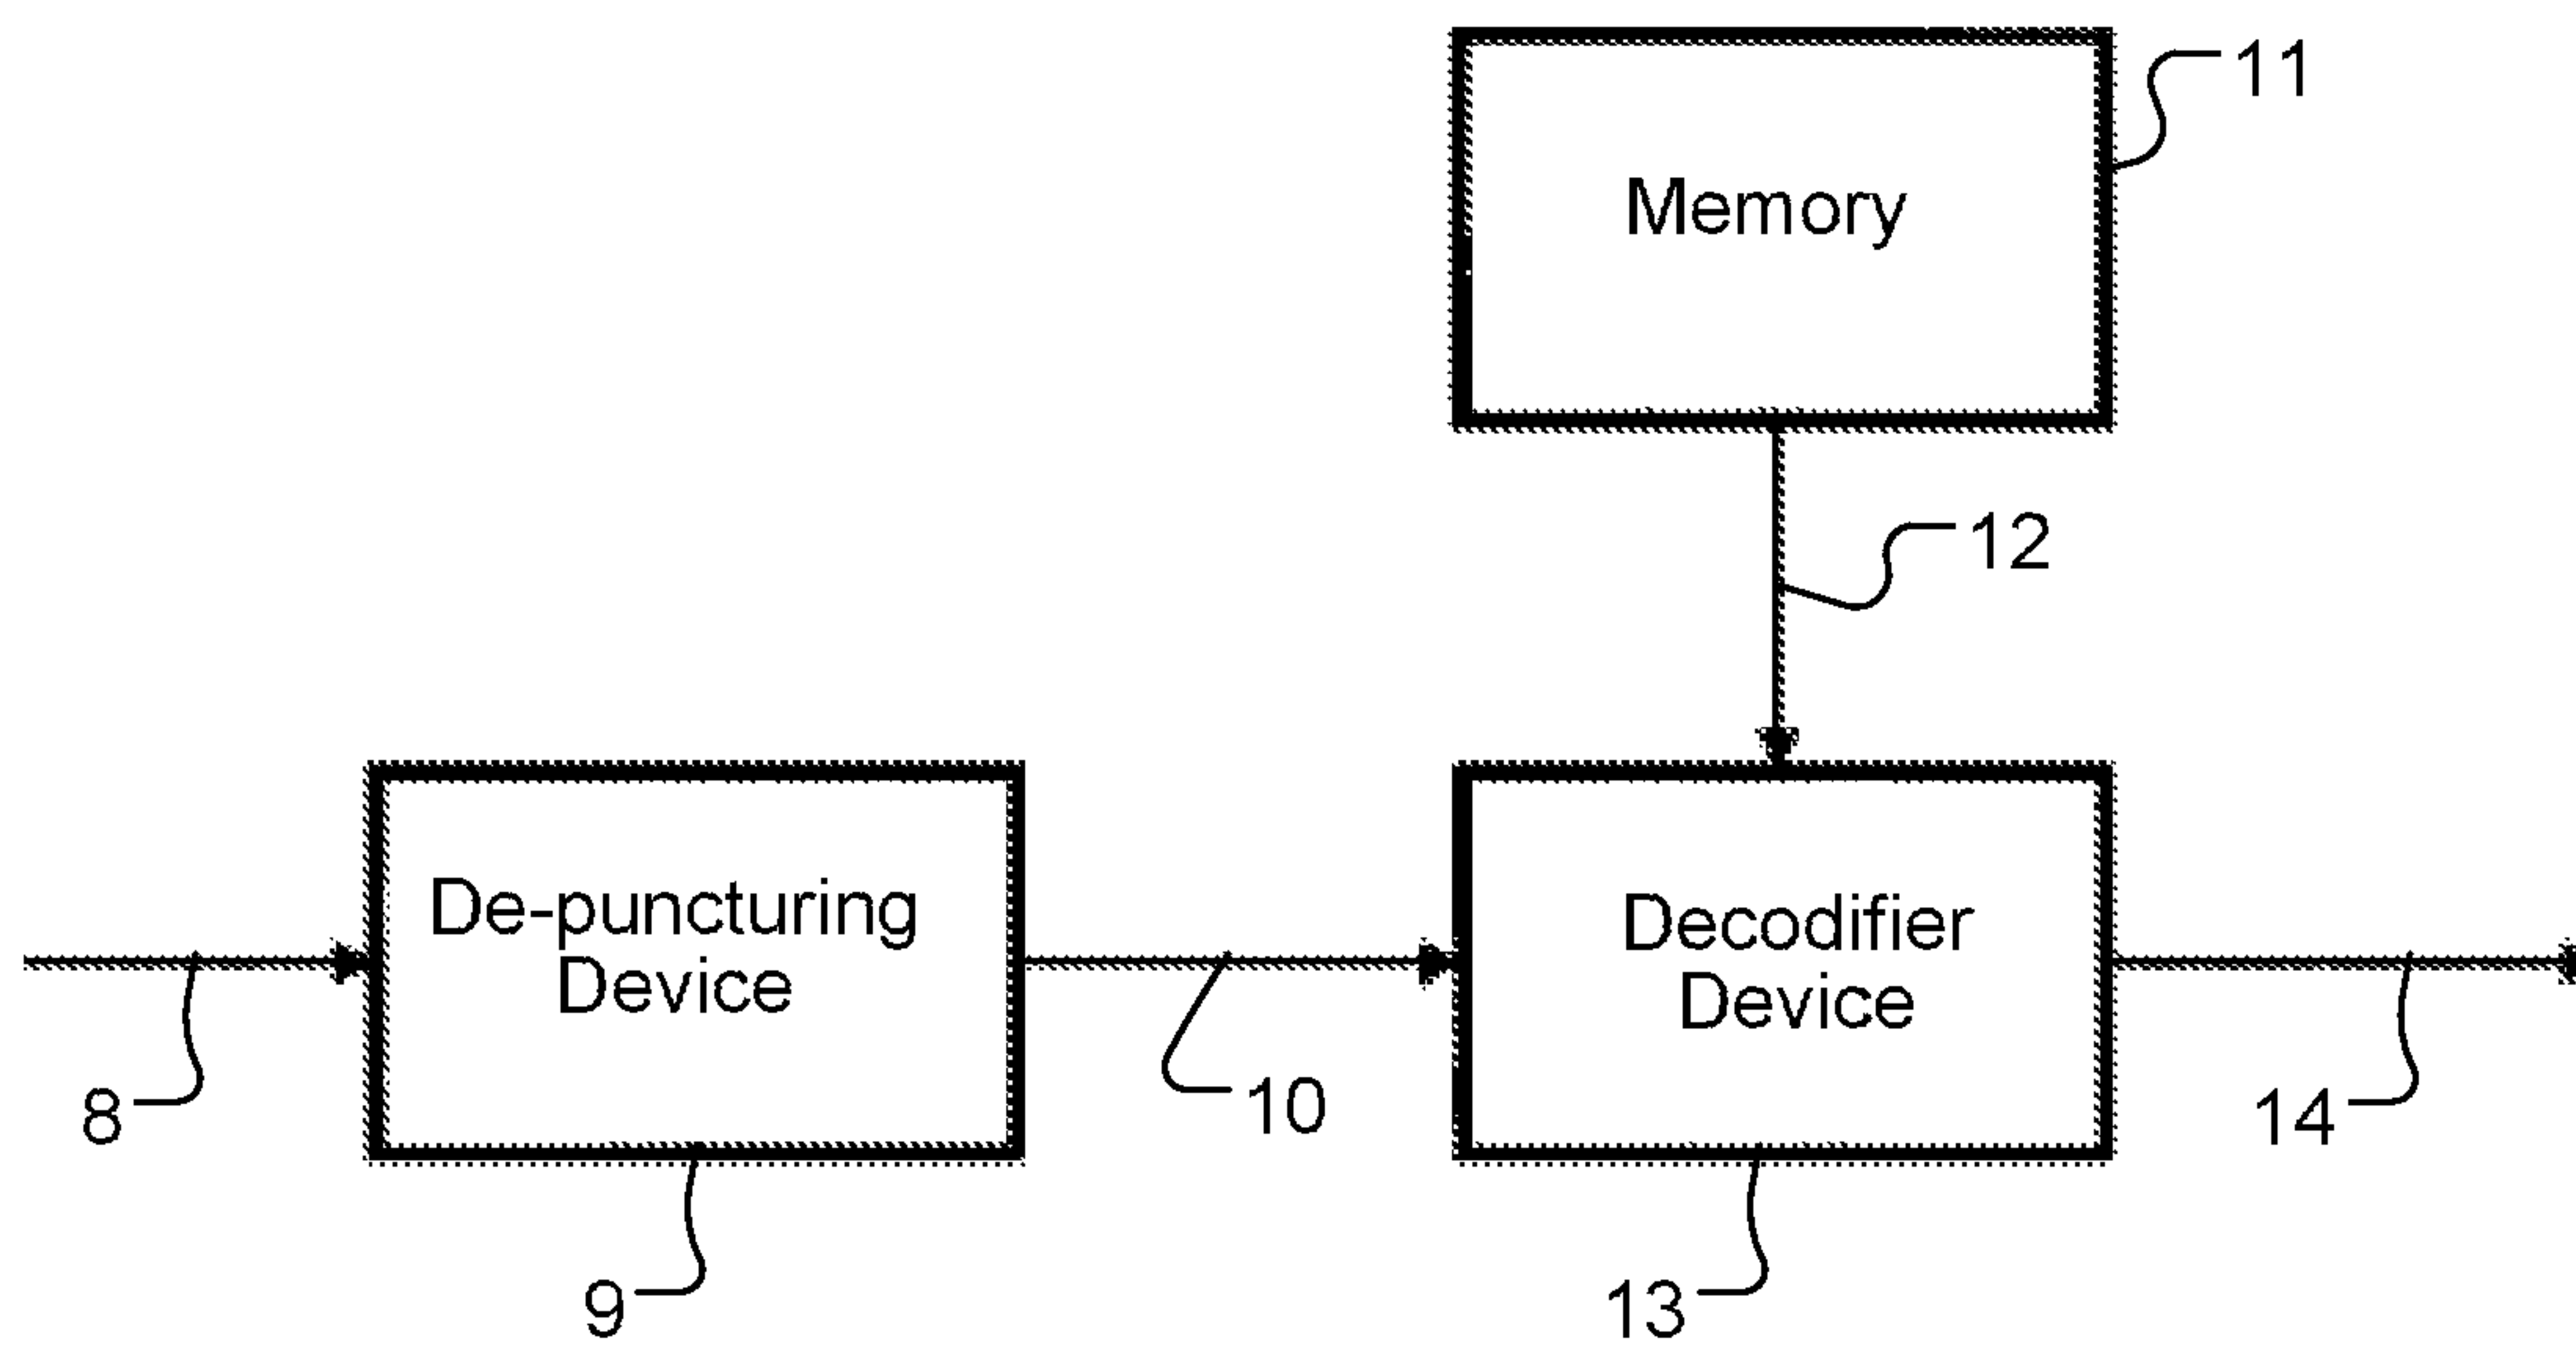 11
Memory
12
De-puncturing
Device
Decodifier
Device
8
10
14
9
13